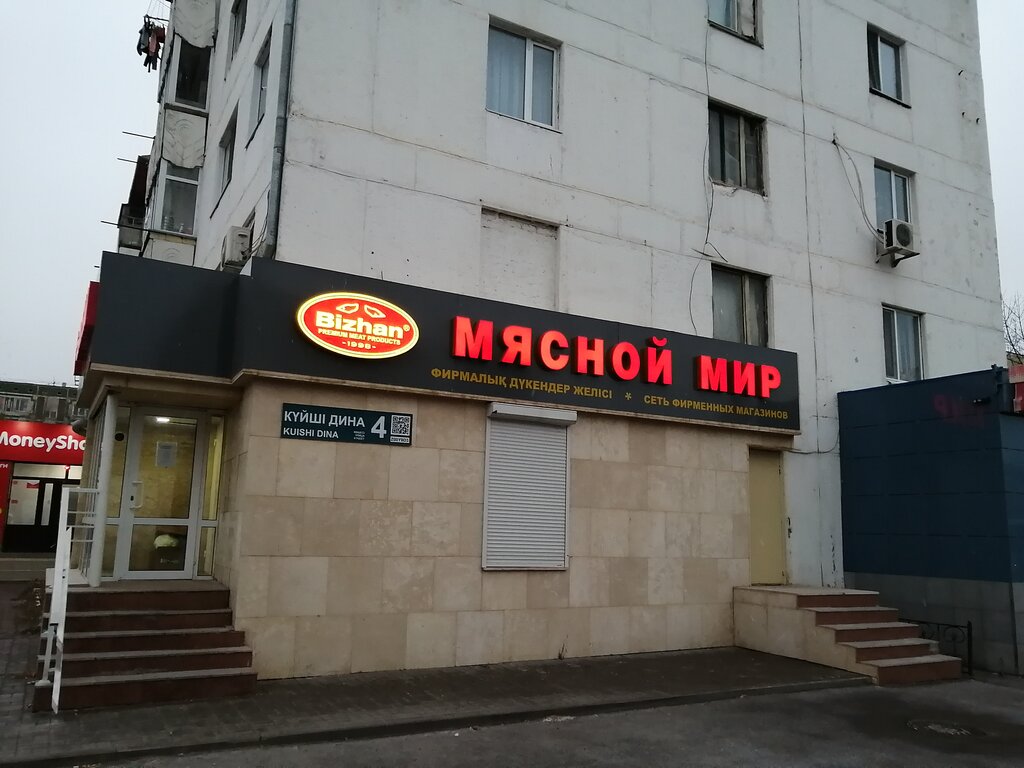 Bizhan®
PREMIUM MEAT PRODUCTS
-1998-
МЯСНОЙ МИР
ФИРМАЛЫҚ ДҮКЕНДЕР ЖЕЛІСІ * СЕТЬ ФИРМЕННЫХ МАГАЗИНОВ
КҮЙШІ ДИНА 4
KUISHI DINA
MoneySho